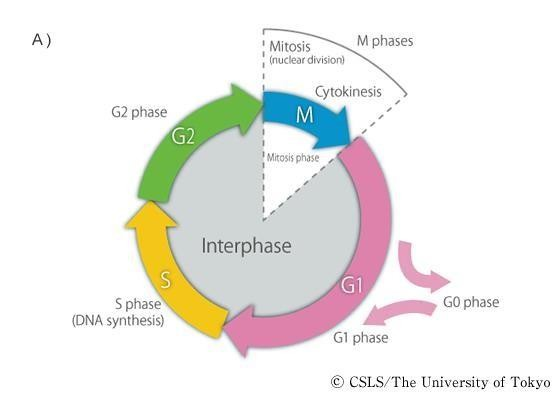 A)
Mitosis
(nuclear division)
M phases
Cytokinesis
G2 phase
G2
M
Mitosis phase
Interphase
S
G1
S phase
(DNA synthesis)
G0 phase
G1 phase
© CSLS/The University of Tokyo